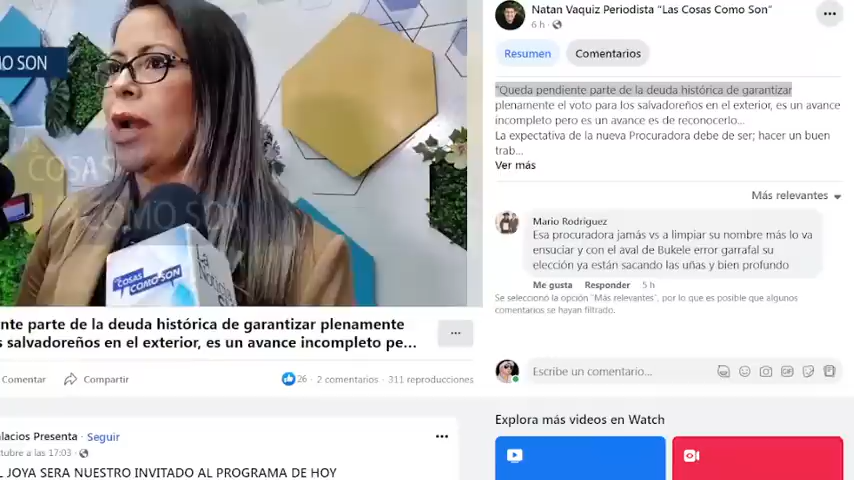 O SON
LAS
COSAS
COMO SON
COSAS
COMO SON
nte parte de la deuda histórica de garantizar plenamente
s salvadoreños en el exterior, es un avance incompleto pe...
...
Comentar
Compartir
26 · 2 comentarios · 311 reproducciones
alacios Presenta · Seguir
ctubre a las 17:03 ·
...
L JOYA SERA NUESTRO INVITADO AL PROGRAMA DE HOY
Natan Vaquiz Periodista "Las Cosas Como Son"
6 h ·
...
Resumen
Comentarios
"Queda pendiente parte de la deuda histórica de garantizar
plenamente el voto para los salvadoreños en el exterior, es un avance
incompleto pero es un avance es de reconocerlo...
La expectativa de la nueva Procuradora debe de ser; hacer un buen
trab...
Ver más
Más relevantes
Mario Rodriguez
Esa procuradora jamás vs a limpiar su nombre más lo va
ensuciar y con el aval de Bukele error garrafal su
elección ya están sacando las uñas y bien profundo
Me gusta Responder 5 h
Se seleccionó la opción "Más relevantes", por lo que es posible que algunos
comentarios se hayan filtrado.
Escribe un comentario...
GIF
Explora más videos en Watch